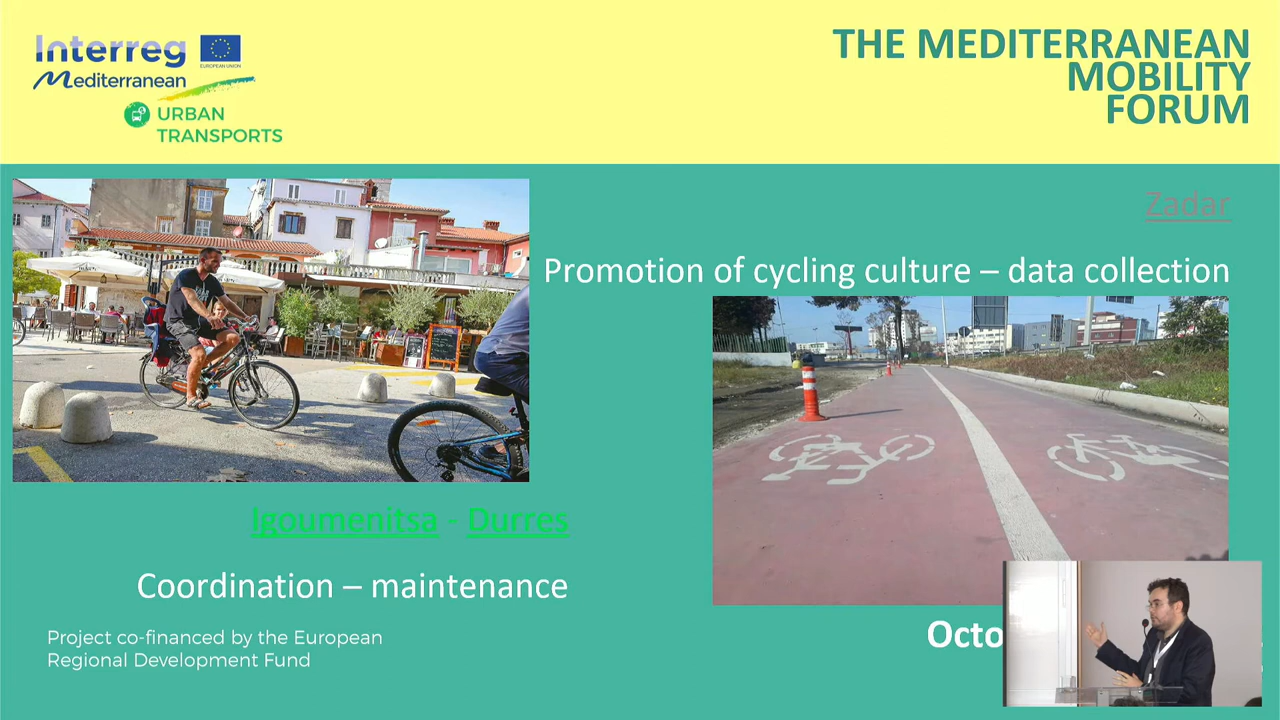 Interreg
EUROPEAN UNION
Mediterranean
URBAN
TRANSPORTS
THE MEDITERRANEAN
MOBILITY
FORUM
Zadar
Promotion of cycling culture – data collection
Igoumenitsa - Durres
Coordination – maintenance
Project co-financed by the European
Regional Development Fund